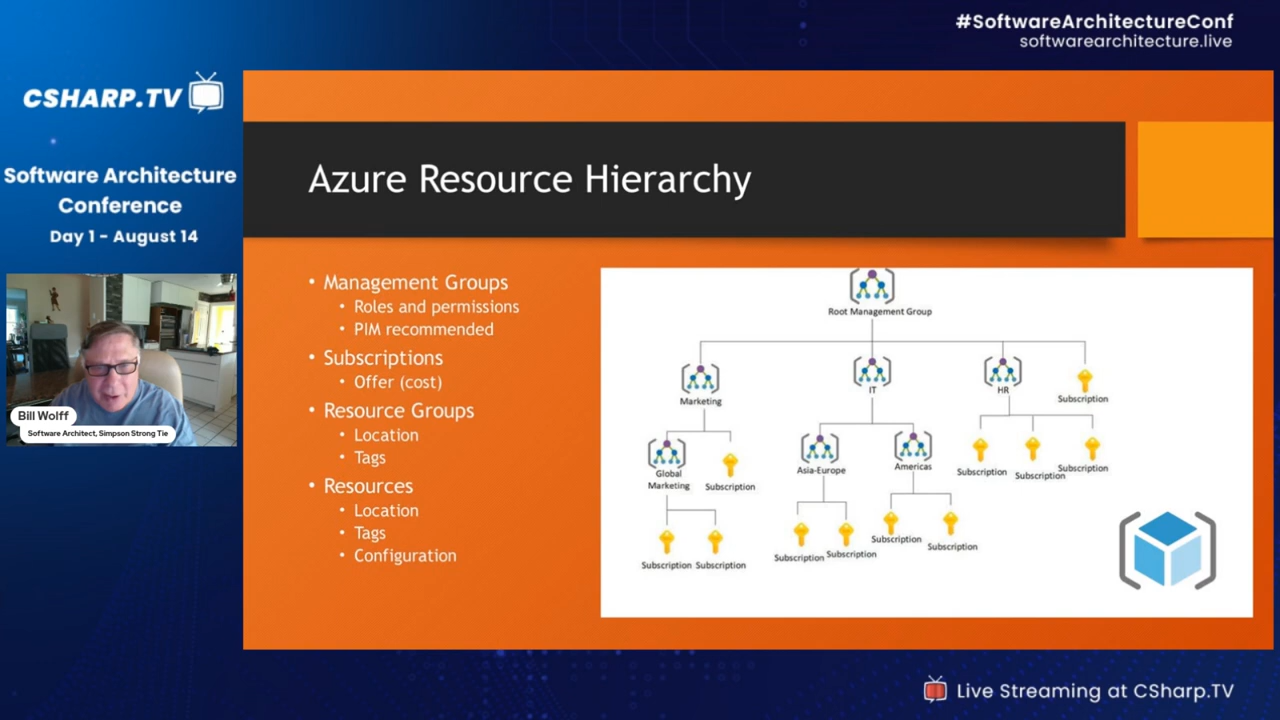 #SoftwareArchitectureConf
softwarearchitecture.live
CSHARP.TV
Software Architecture
Conference
Day 1 - August 14
Bill Wolff
Software Architect, Simpson Strong Tie
Azure Resource Hierarchy
• Management Groups
• Roles and permissions
• PIM recommended
• Subscriptions
• Offer (cost)
• Resource Groups
• Location
• Tags
• Resources
• Location
• Tags
• Configuration
Root Management Group
Marketing
IT
HR
Subscription
Global
Marketing
Subscription
Asia-Europe
Americas
Subscription
Subscription
Subscription
Subscription
Subscription
Subscription
Subscription
Subscription
Subscription
Live Streaming at CSharp.TV